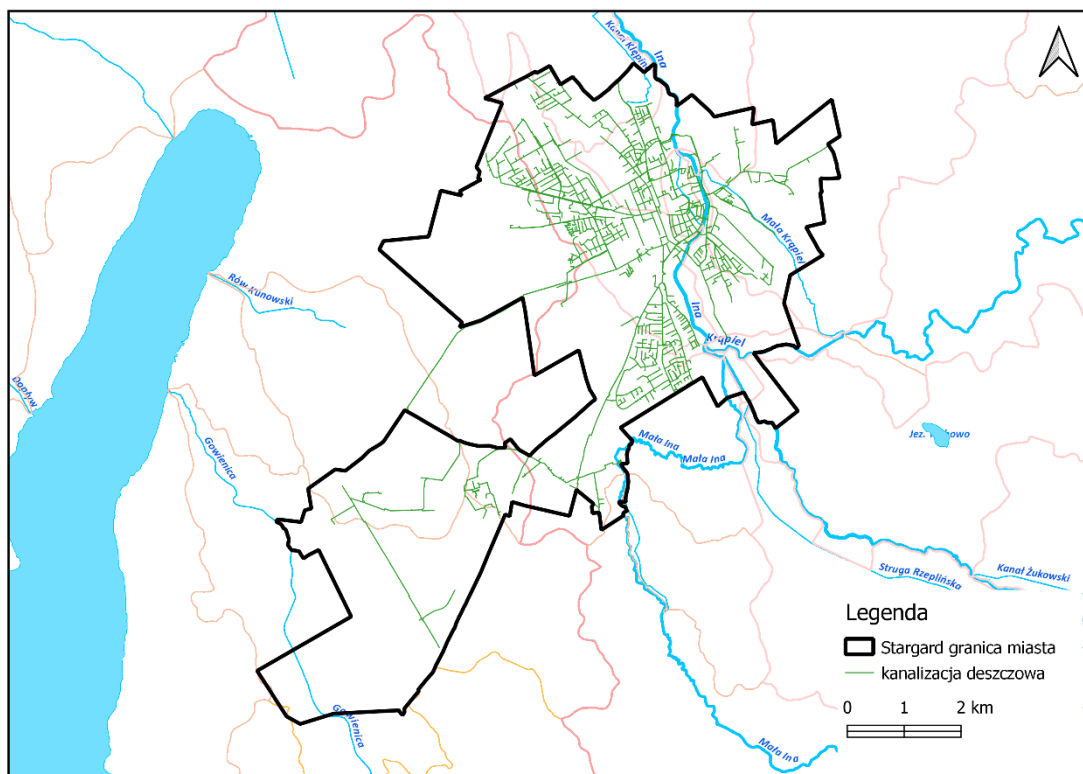 Kanał Klępin
Ina
Mała Krąpiel
Rów Kunowski
Ina
Krąpiel
Dopływ
Gowienica
Jez.
Mała Ina
Mała Ina
Struga Rzeplińska
Kanał Żukowski
Gowienica
Mała Ina
Legenda
Stargard granica miasta
kanalizacja deszczowa
0 1 2 km